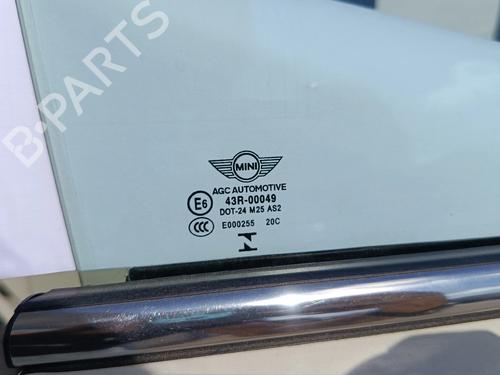 B-PARTS
MINI
AGC AUTOMOTIVE
E6 43R-00049
DOT-24 M25 AS2
CCC E000255 20C